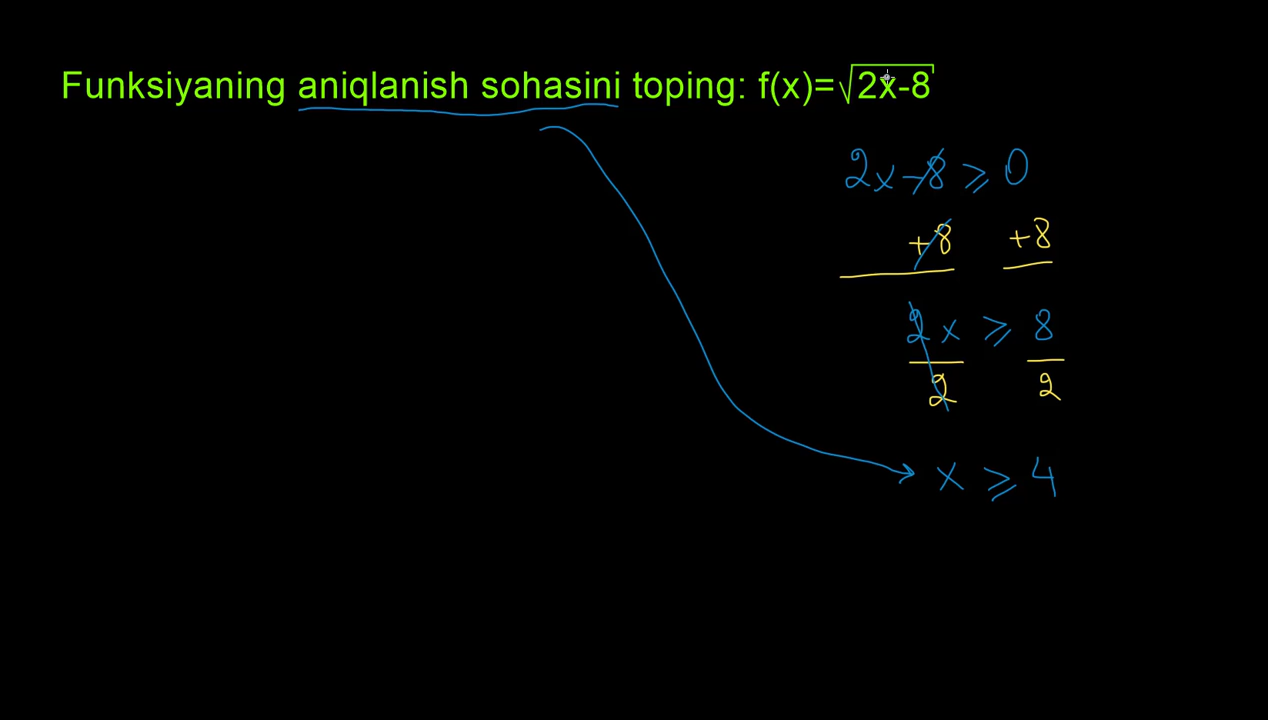 Funksiyaning aniqlanish sohasini toping: f(x)=√2x-8
2x-8 ≥ 0
+8 +8
2x ≥ 8
2 2
x ≥ 4